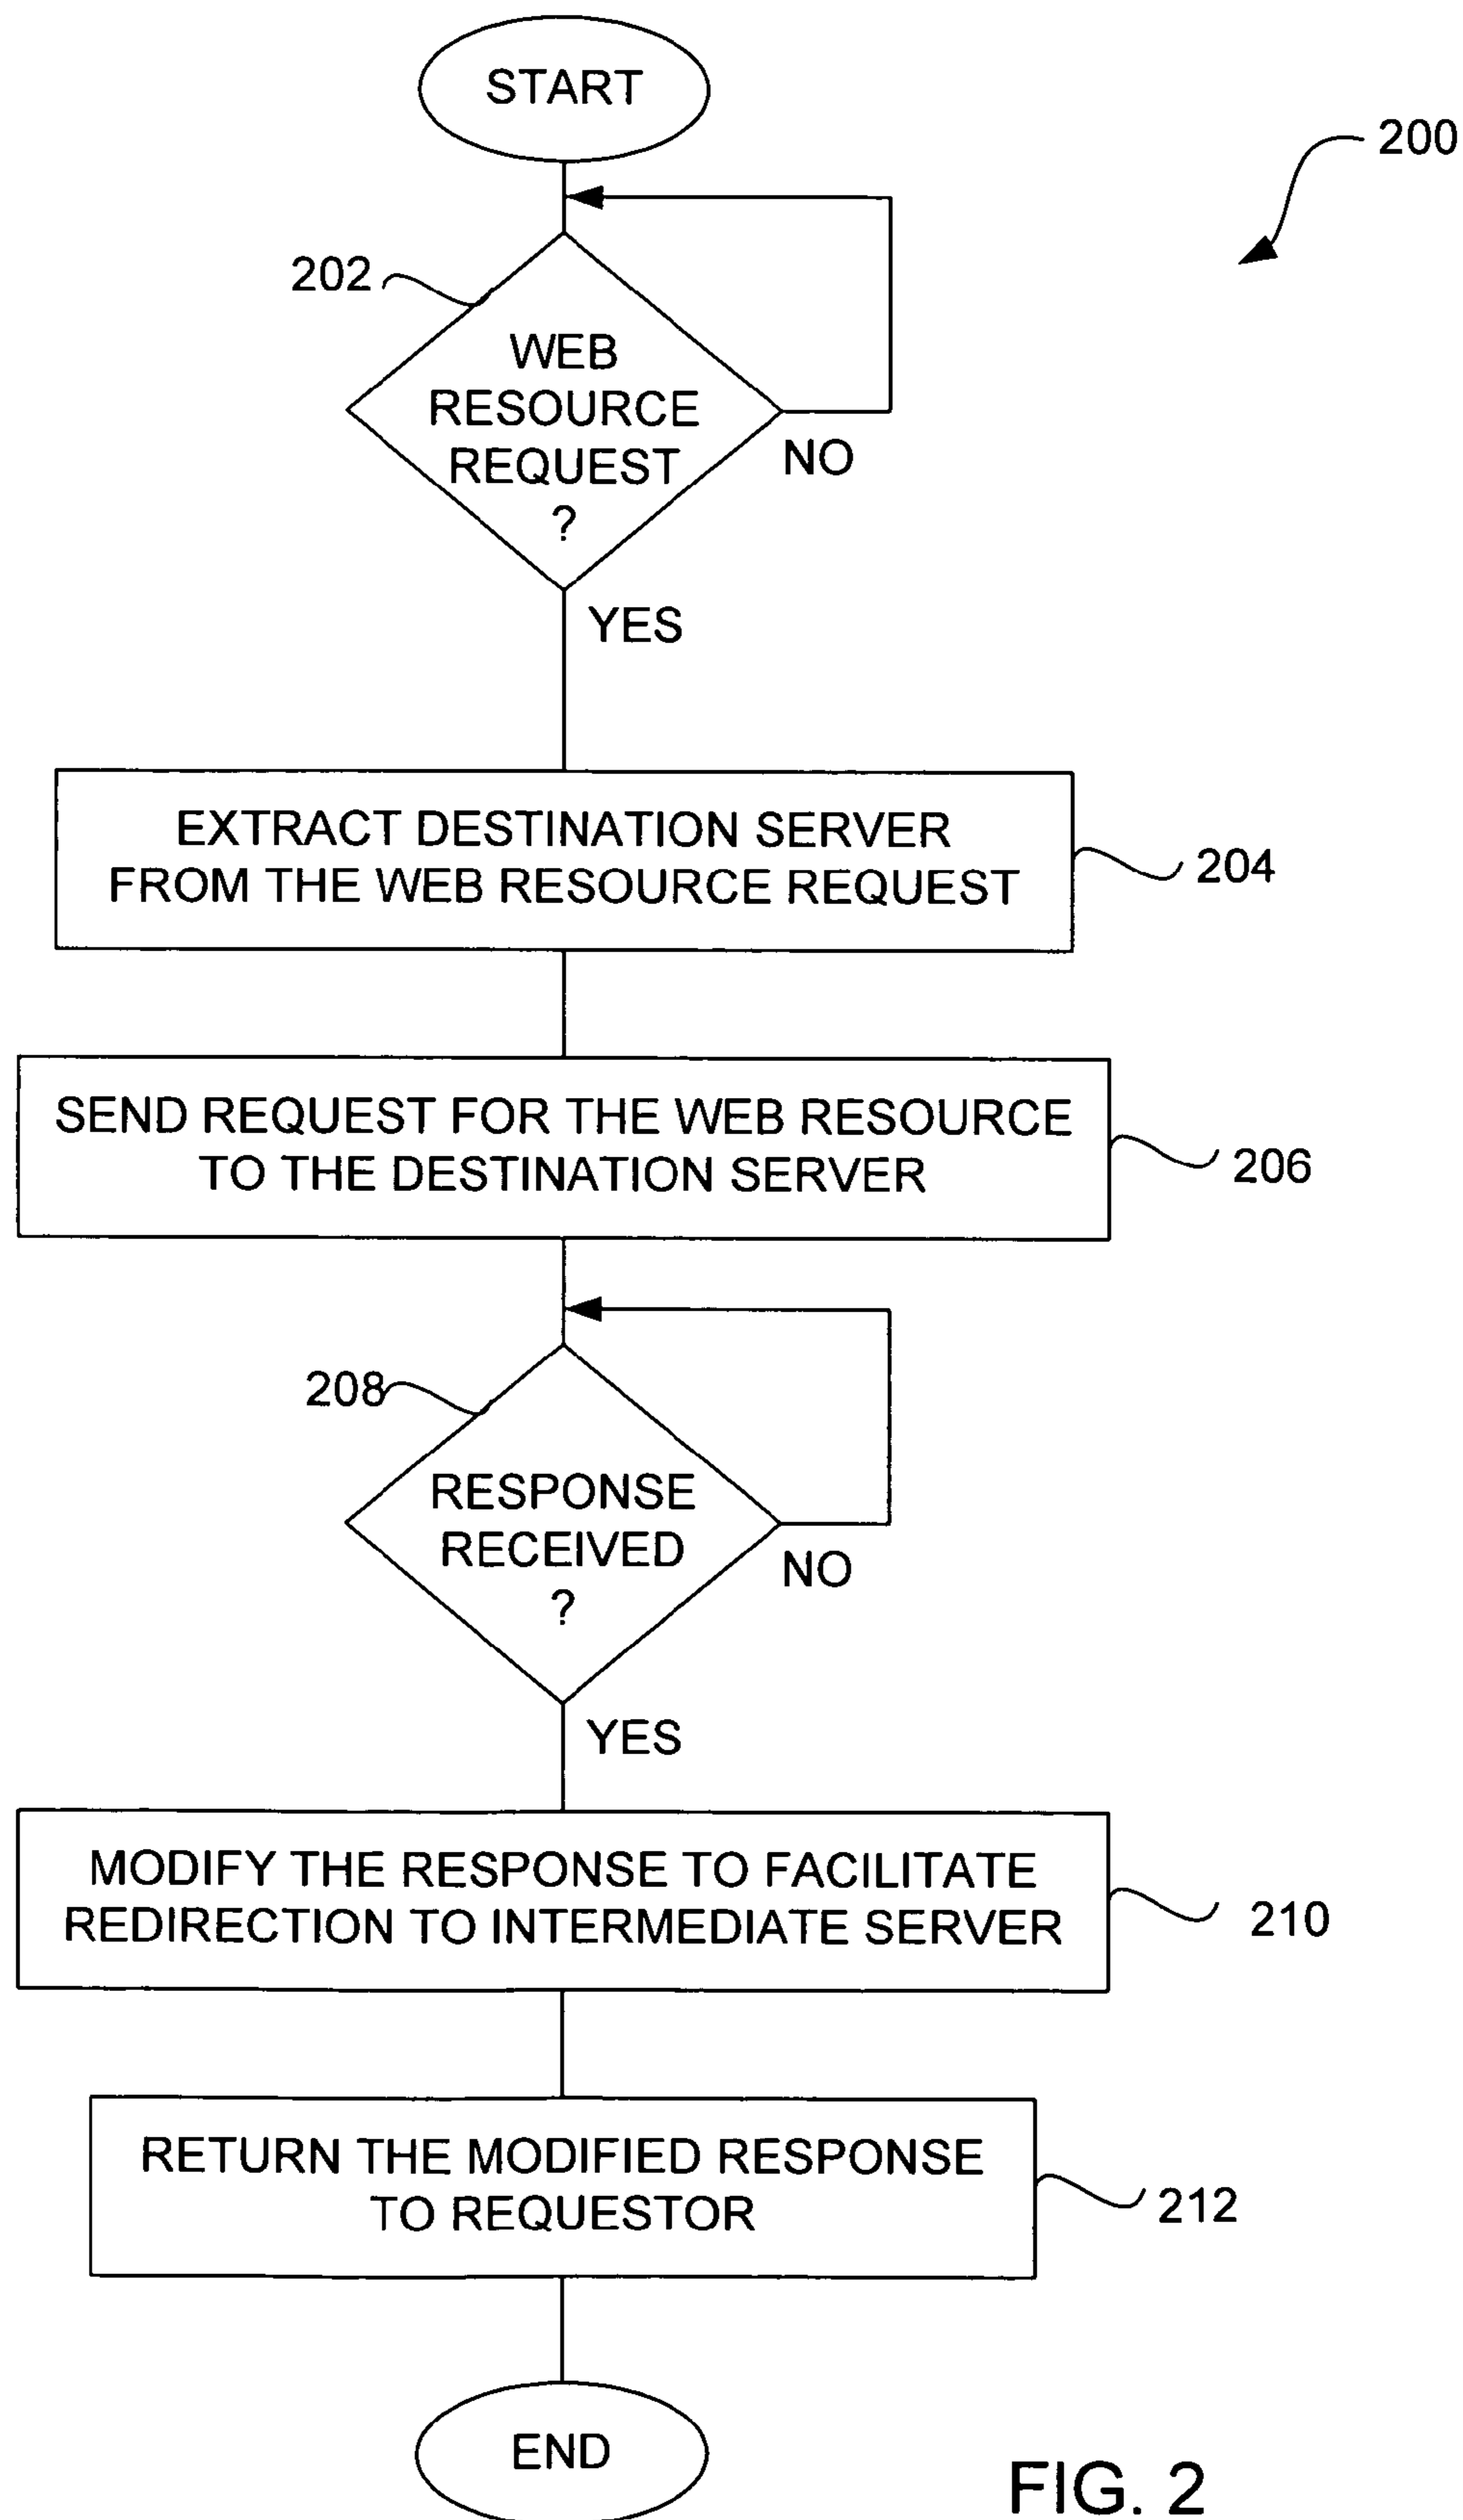 START
200
202
WEB
RESOURCE
REQUEST
?
NO
YES
EXTRACT DESTINATION SERVER
FROM THE WEB RESOURCE REQUEST
204
SEND REQUEST FOR THE WEB RESOURCE
TO THE DESTINATION SERVER
206
208
RESPONSE
RECEIVED
?
NO
YES
MODIFY THE RESPONSE TO FACILITATE
REDIRECTION TO INTERMEDIATE SERVER
210
RETURN THE MODIFIED RESPONSE
TO REQUESTOR
212
END
FIG. 2